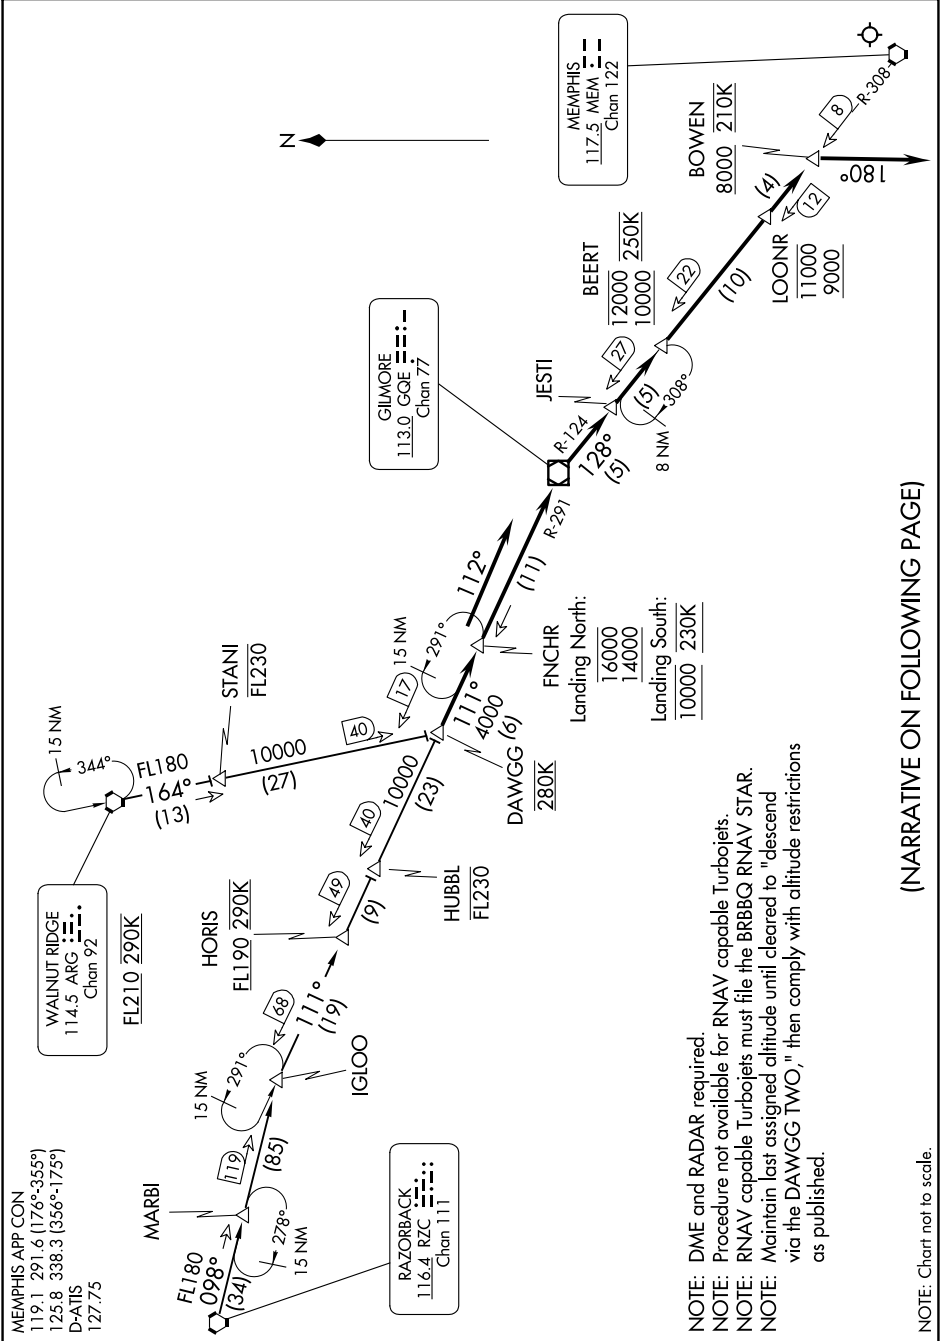 MEMPHIS APP CON
119.1 291.6 (176°-355°)
125.8 338.3 (356°-175°)
D-ATIS
127.75
WALNUT RIDGE
114.5 ARG
Chan 92
FL210 290K
15 NM
344°
FL180
164°
(13)
STANI
FL230
10000
(27)
40
RAZORBACK
116.4 RZC
Chan 111
FL180
098°
(34)
MARBI
278°
15 NM
119
(85)
15 NM
291°
IGLOO
68
111°
(19)
HORIS
FL190 290K
49
(9)
HUBBL
FL230
40
10000
(23)
DAWGG
280K
17
111°
4000
(6)
15 NM
291°
112°
FNCHR
Landing North:
16000
14000
Landing South:
10000 230K
(11)
R-291
GILMORE
113.0 GQE
Chan 77
R-124
128°
(5)
JESTI
27
(5)
308°
8 NM
BEERT
12000 250K
10000
22
(10)
LOONR
11000
9000
12
(4)
BOWEN
8000 210K
180°
8
R-308
MEMPHIS
117.5 MEM
Chan 122
N
NOTE: DME and RADAR required.
NOTE: Procedure not available for RNAV capable Turbojets.
NOTE: RNAV capable Turbojets must file the BRBBQ RNAV STAR.
NOTE: Maintain last assigned altitude until cleared to "descend
via the DAWGG TWO," then comply with altitude restrictions
as published.
(NARRATIVE ON FOLLOWING PAGE)
NOTE: Chart not to scale.